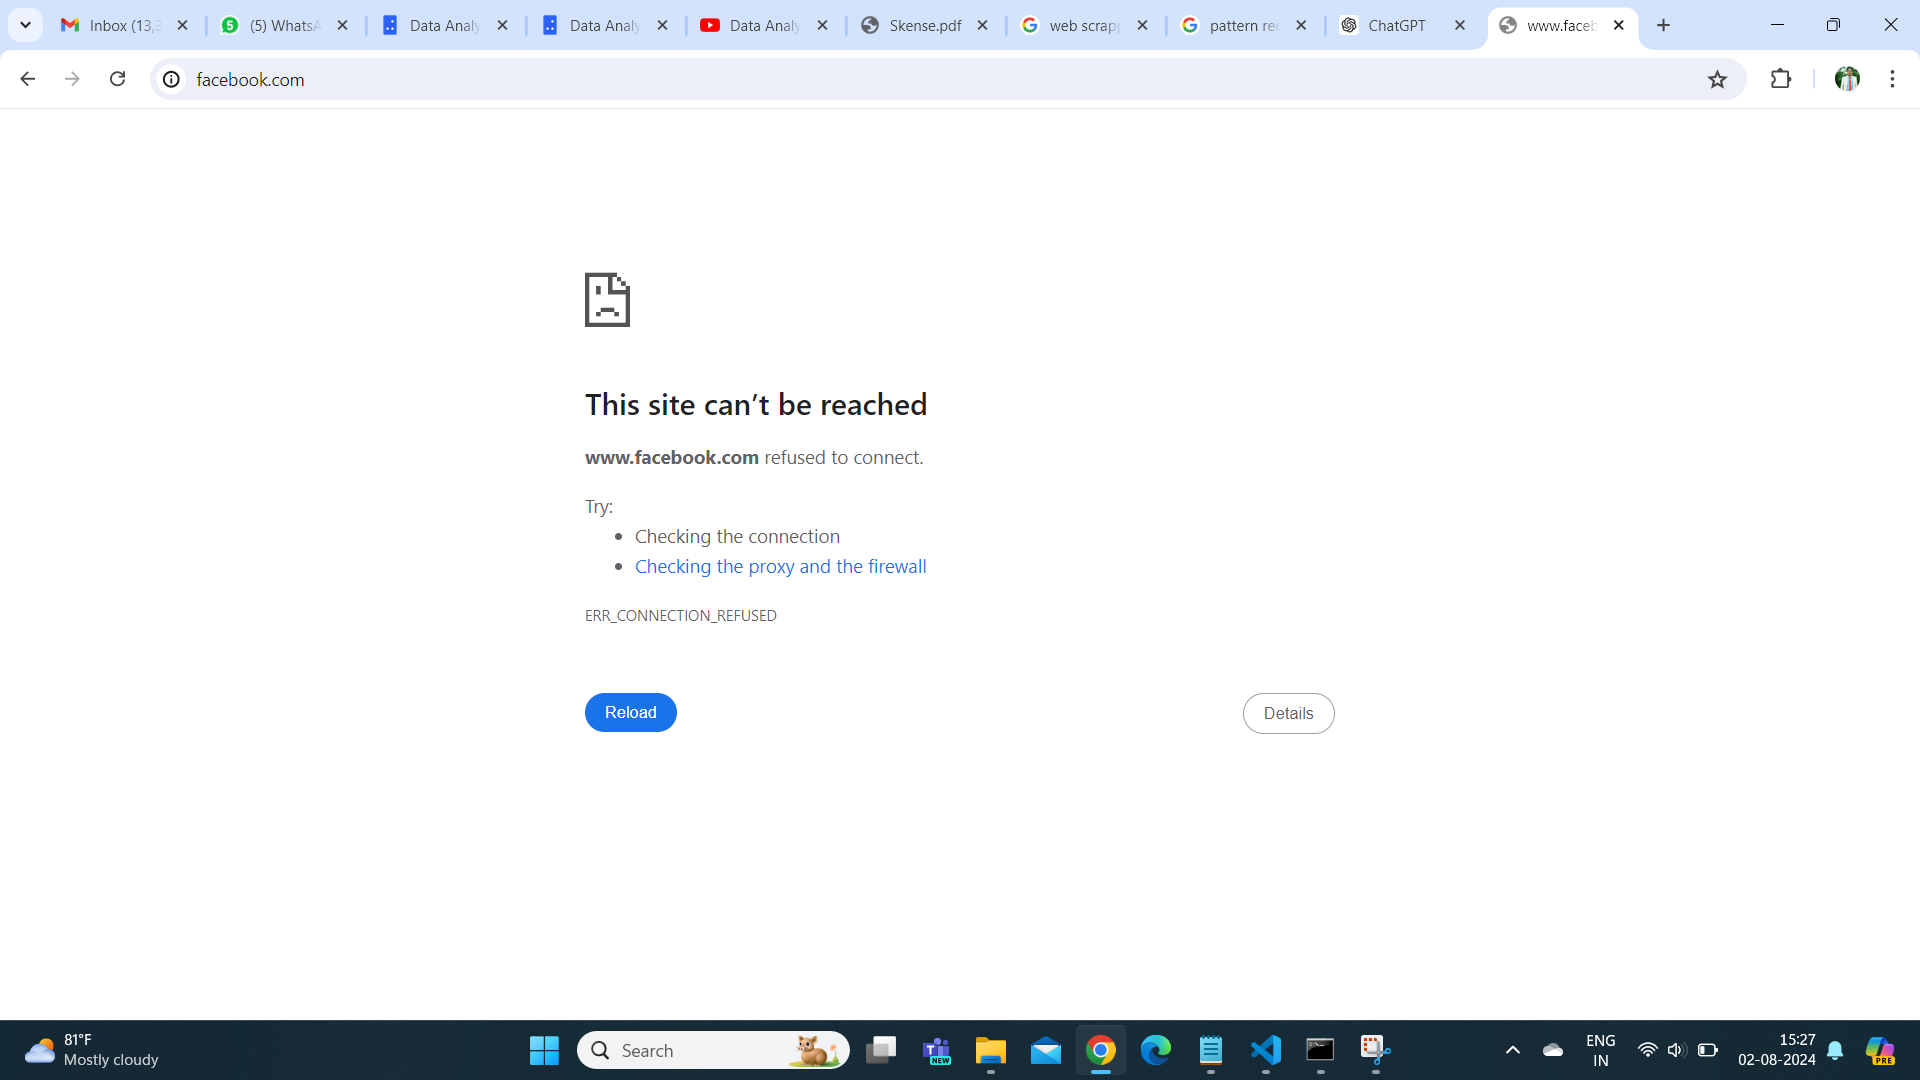 Inbox (13,3
(5) WhatsA
Data Analy
Data Analy
Data Analy
Skense.pdf
web scrapp
pattern rec
ChatGPT
www.faceb
facebook.com
This site can’t be reached
www.facebook.com refused to connect.
Try:
• Checking the connection
• Checking the proxy and the firewall
ERR_CONNECTION_REFUSED
Reload
Details
81°F
Mostly cloudy
Search
NEW
ENG
IN
15:27
02-08-2024
PRE